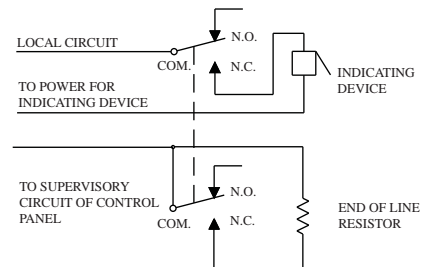 LOCAL CIRCUIT
N.O.
COM.
N.C.
TO POWER FOR
INDICATING DEVICE
INDICATING
DEVICE
TO SUPERVISORY
CIRCUIT OF CONTROL
PANEL
N.O.
COM.
N.C.
END OF LINE
RESISTOR